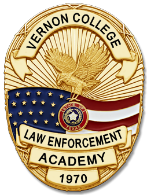 VERNON COLLEGE
LAW ENFORCEMENT
ACADEMY
1970